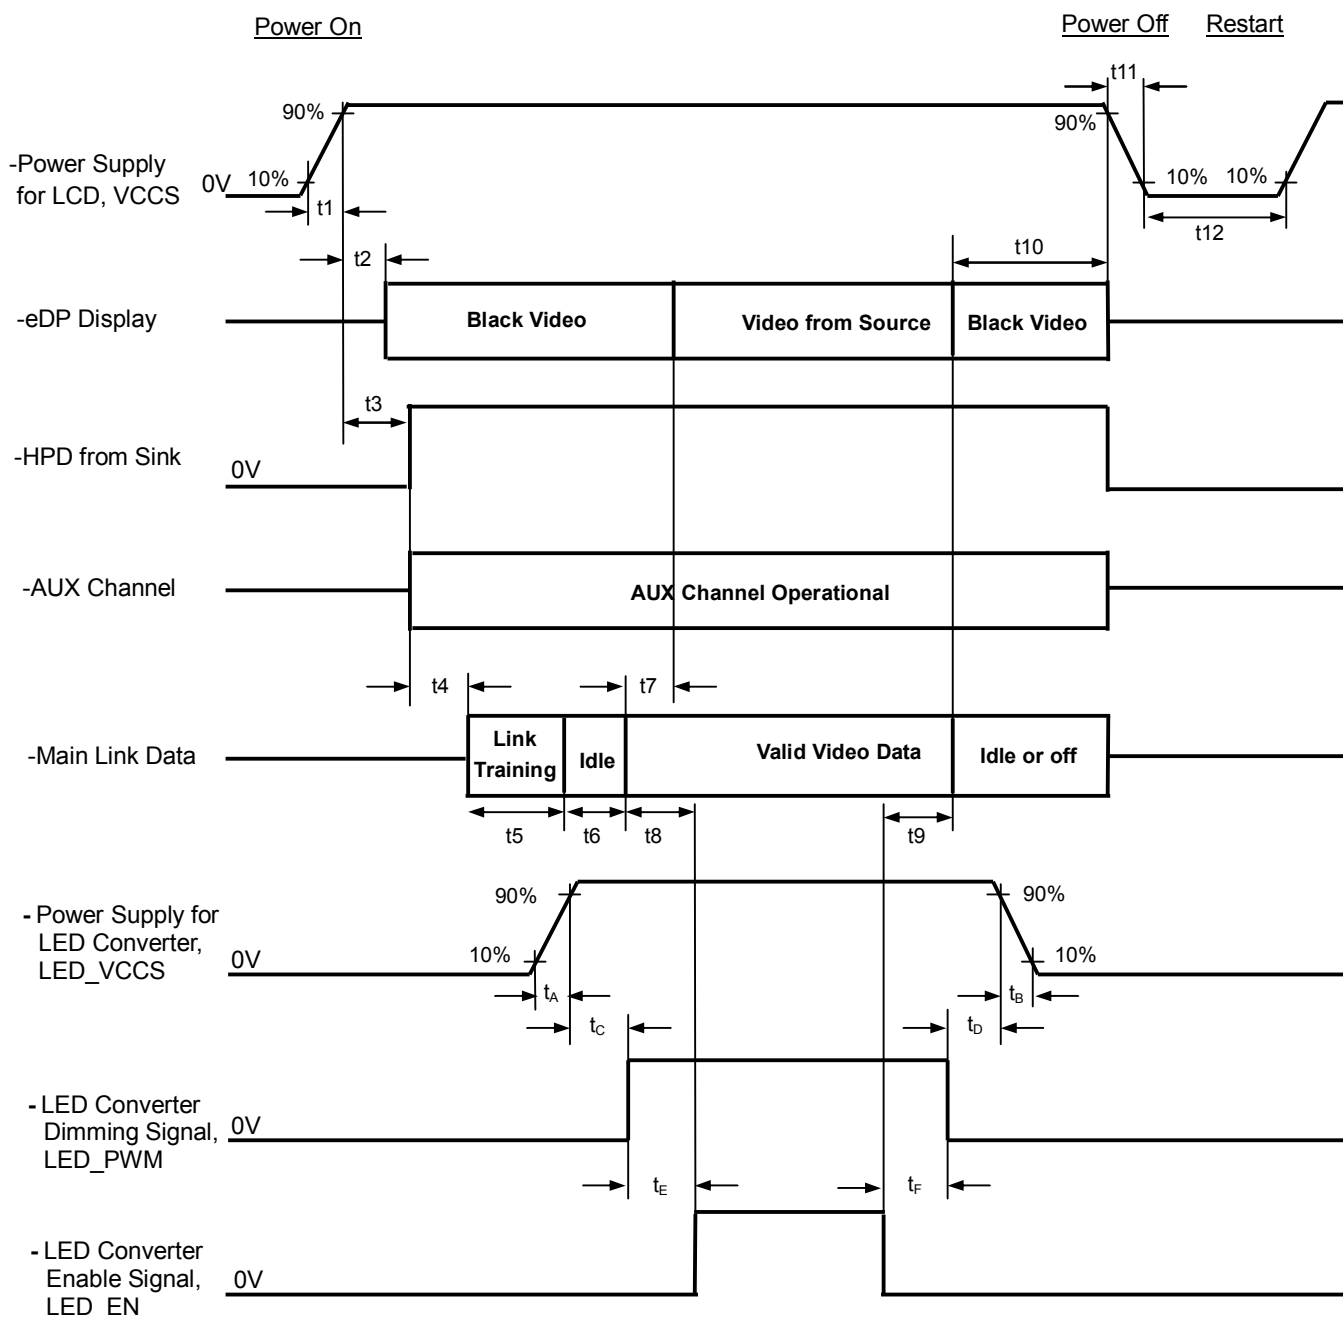 Power On
Power Off Restart
t11
90%
90%
-Power Supply
for LCD, VCCS
0V 10%
10% 10%
t1
t12
t2
t10
-eDP Display
Black Video
Video from Source
Black Video
t3
-HPD from Sink
0V
-AUX Channel
AUX Channel Operational
t4
t7
-Main Link Data
Link
Training
Idle
Valid Video Data
Idle or off
t5
t6
t8
t9
90%
90%
- Power Supply for
LED Converter,
LED_VCCS
0V
10%
10%
tA
tB
tC
tD
- LED Converter
Dimming Signal,
LED_PWM
0V
tE
tF
- LED Converter
Enable Signal,
LED_EN
0V